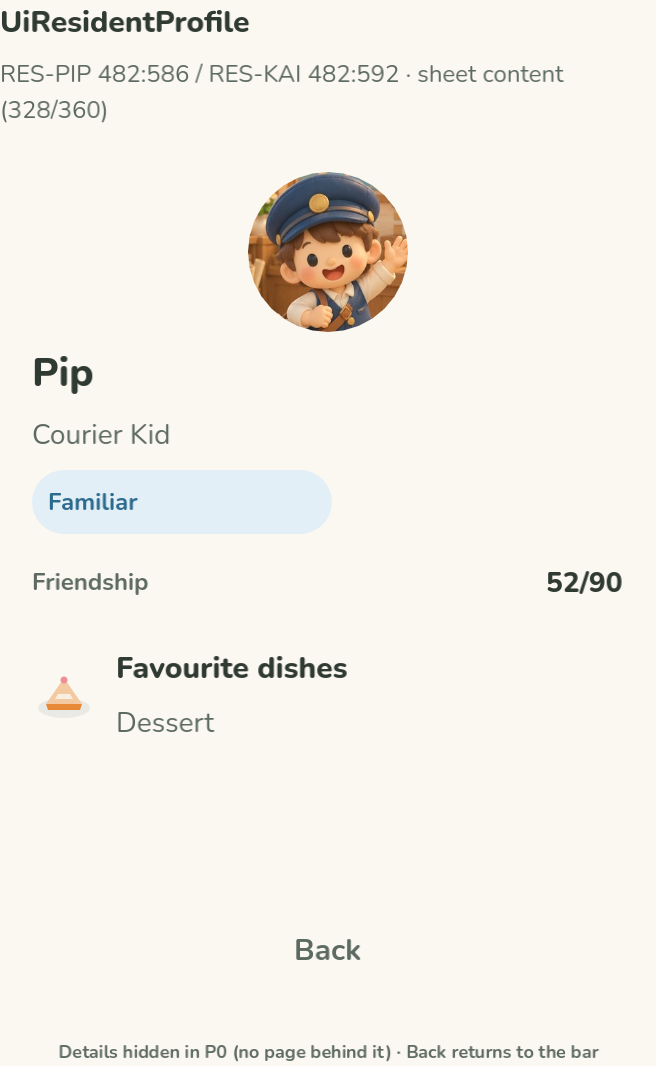 UiResidentProfile
RES-PIP 482:586 / RES-KAI 482:592 · sheet content
(328/360)
Pip
Courier Kid
Familiar
Friendship 52/90
Favourite dishes
Dessert
Back
Details hidden in P0 (no page behind it) · Back returns to the bar